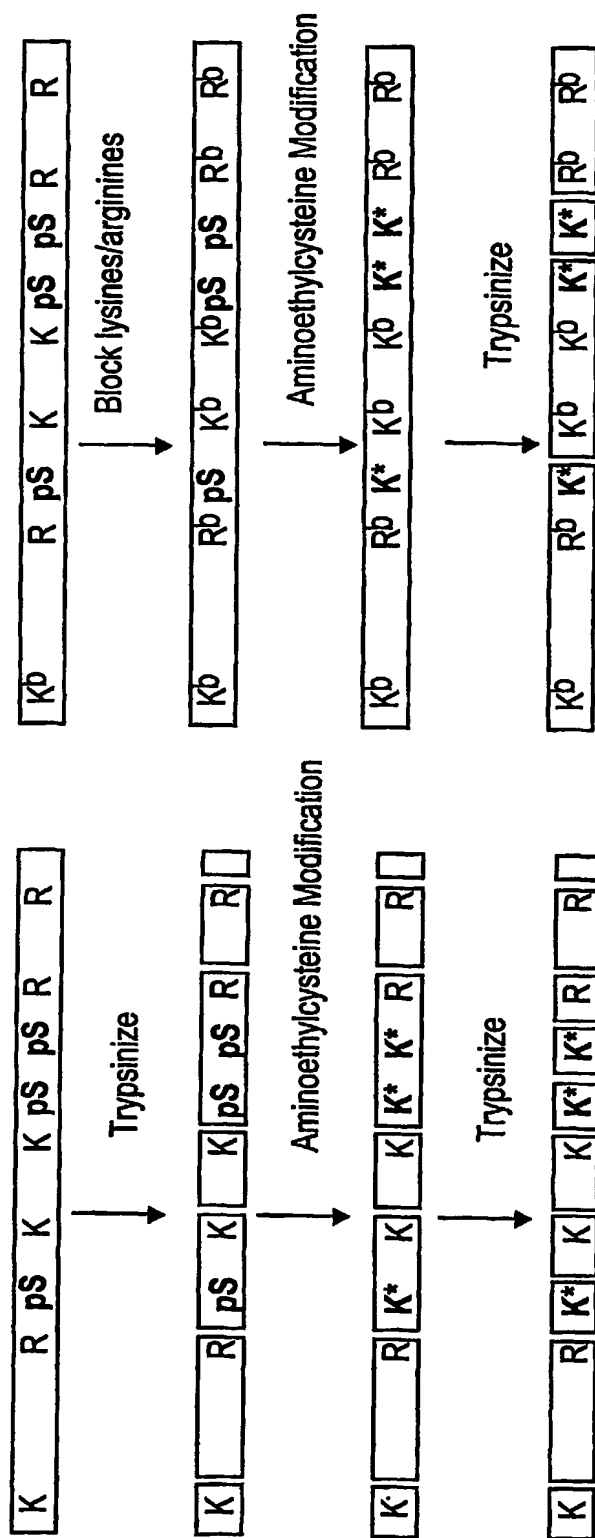 K R pS K K pS pS R R
Trypsinize
K R pS K K pS pS R R
Aminoethylcysteine Modification
K· R K* K K K* K* R R
Trypsinize
K R K* K K K* K* R R
Kᵇ R pS K K pS pS R R
Block lysines/arginines
Kᵇ Rᵇ pS Kᵇ Kᵇ pS pS Rᵇ Rᵇ
Aminoethylcysteine Modification
Kᵇ Rᵇ K* Kᵇ Kᵇ K* K* Rᵇ Rᵇ
Trypsinize
Kᵇ Rᵇ K* Kᵇ Kᵇ K* K* Rᵇ Rᵇ